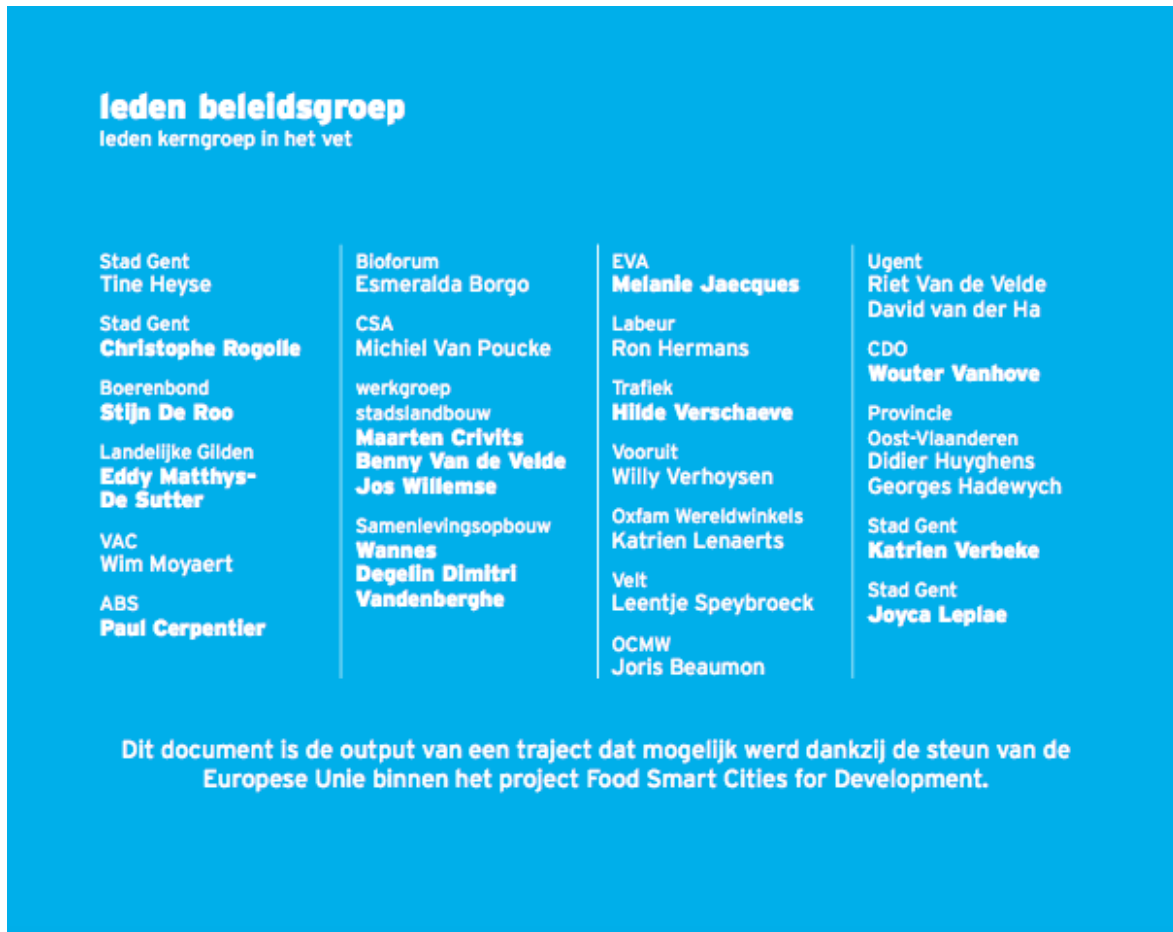 leden beleidsgroep
leden kerngroep in het vet
Stad Gent
Tine Heyse
Stad Gent
Christophe Rogolle
Boerenbond
Stijn De Roo
Landelijke Gilden
Eddy Matthys-
De Sutter
VAC
Wim Moyaert
ABS
Paul Cerpentier
Bioforum
Esmeralda Borgo
CSA
Michiel Van Poucke
werkgroep
stadslandbouw
Maarten Crivits
Benny Van de Velde
Jos Willemse
Samenlevingsopbouw
Wannes
Degelin Dimitri
Vandenberghe
EVA
Melanie Jaecques
Labeur
Ron Hermans
Trafiek
Hilde Verschaeve
Vooruit
Willy Verhoysen
Oxfam Wereldwinkels
Katrien Lenaerts
Velt
Leentje Speybroeck
OCMW
Joris Beaumon
Ugent
Riet Van de Velde
David van der Ha
CDO
Wouter Vanhove
Provincie
Oost-Vlaanderen
Didier Huyghens
Georges Hadewych
Stad Gent
Katrien Verbeke
Stad Gent
Joyca Leplae
Dit document is de output van een traject dat mogelijk werd dankzij de steun van de
Europese Unie binnen het project Food Smart Cities for Development.